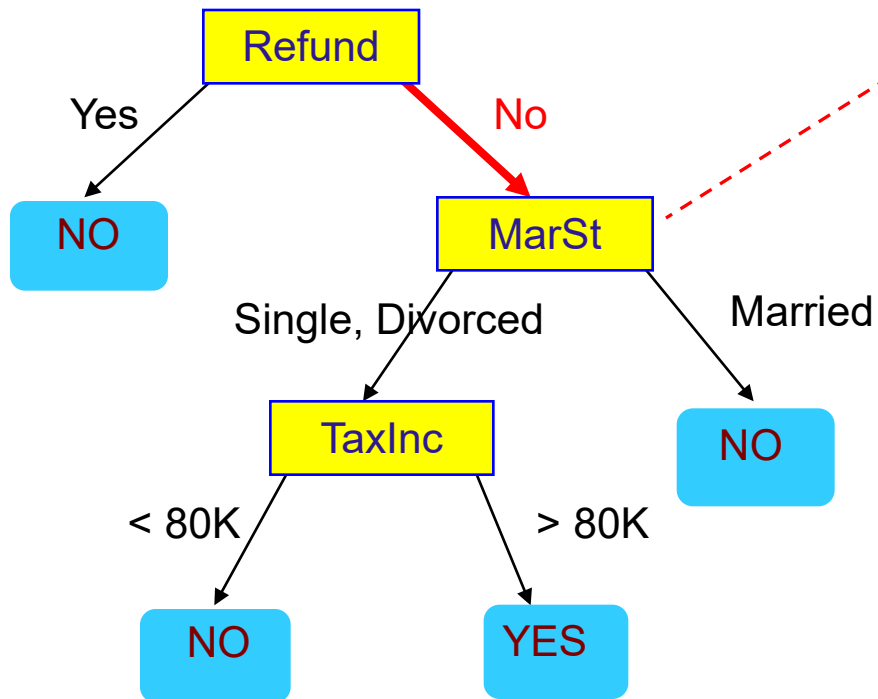 Refund
Yes
No
NO
MarSt
Single, Divorced
Married
TaxInc
NO
< 80K
> 80K
NO
YES